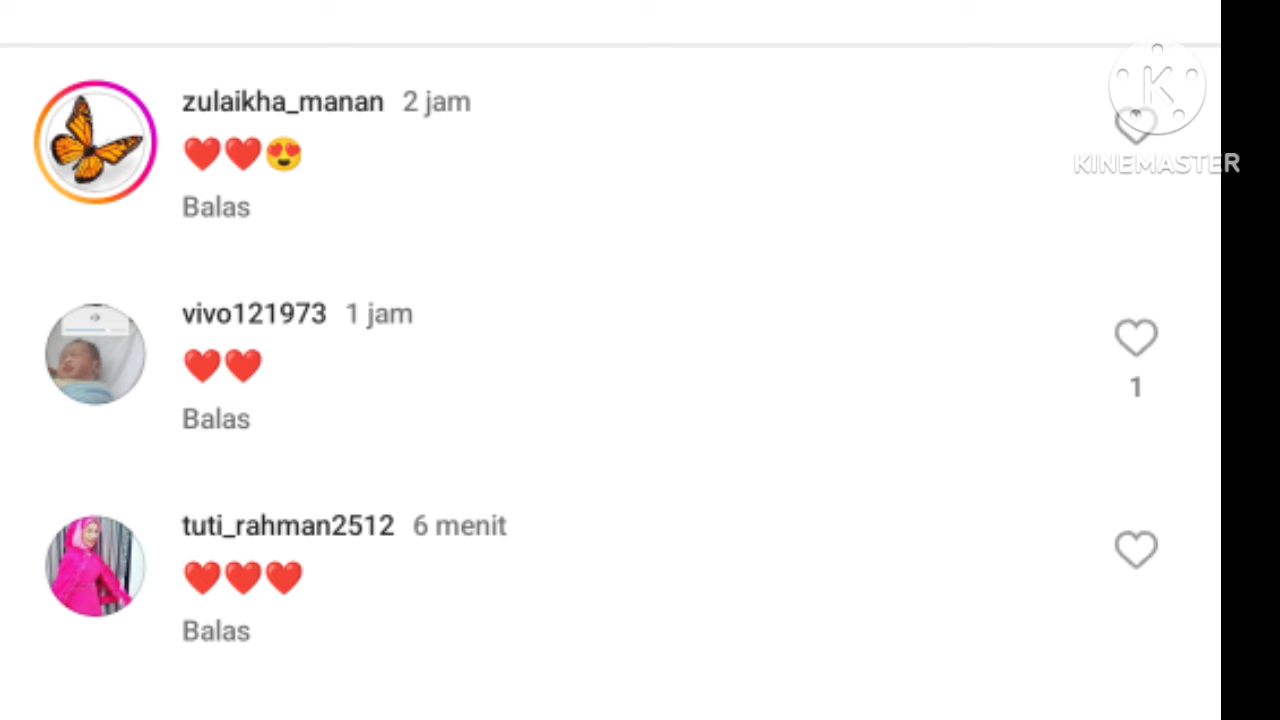 zulaikha_manan 2 jam
❤️❤️😍
Balas
KINEMASTER
vivo121973 1 jam
❤️❤️
1
Balas
tuti_rahman2512 6 menit
❤️❤️❤️
Balas